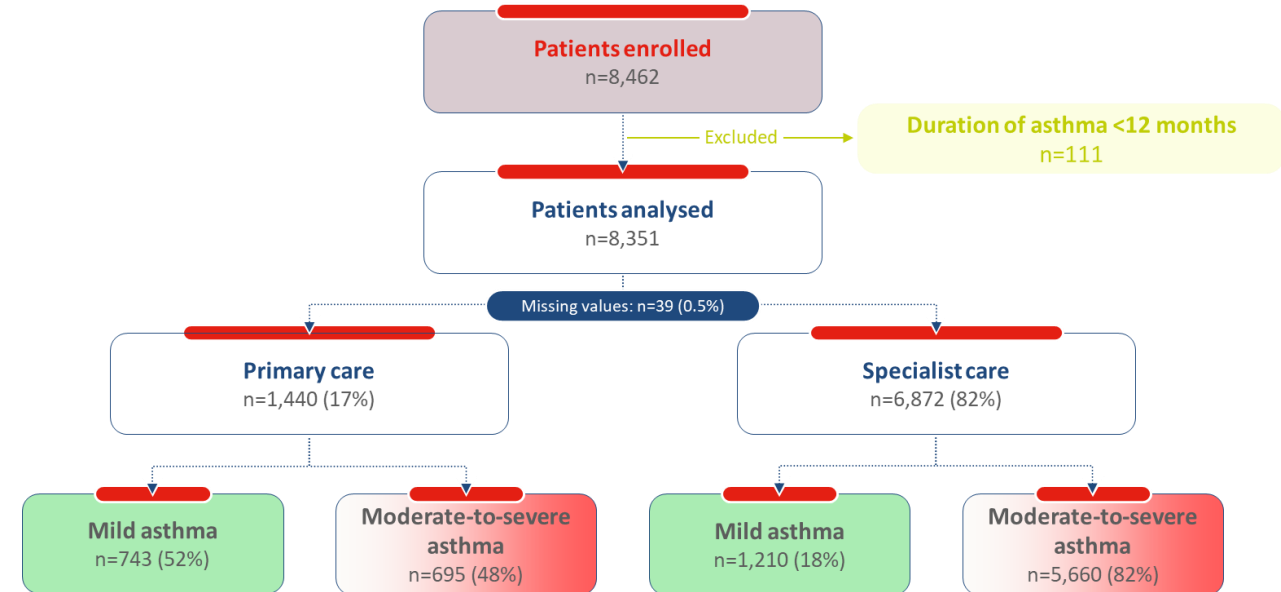 Patients enrolled
n=8,462
Excluded
Duration of asthma <12 months
n=111
Patients analysed
n=8,351
Missing values: n=39 (0.5%)
Primary care
n=1,440 (17%)
Specialist care
n=6,872 (82%)
Mild asthma
n=743 (52%)
Moderate-to-severe
asthma
n=695 (48%)
Mild asthma
n=1,210 (18%)
Moderate-to-severe
asthma
n=5,660 (82%)